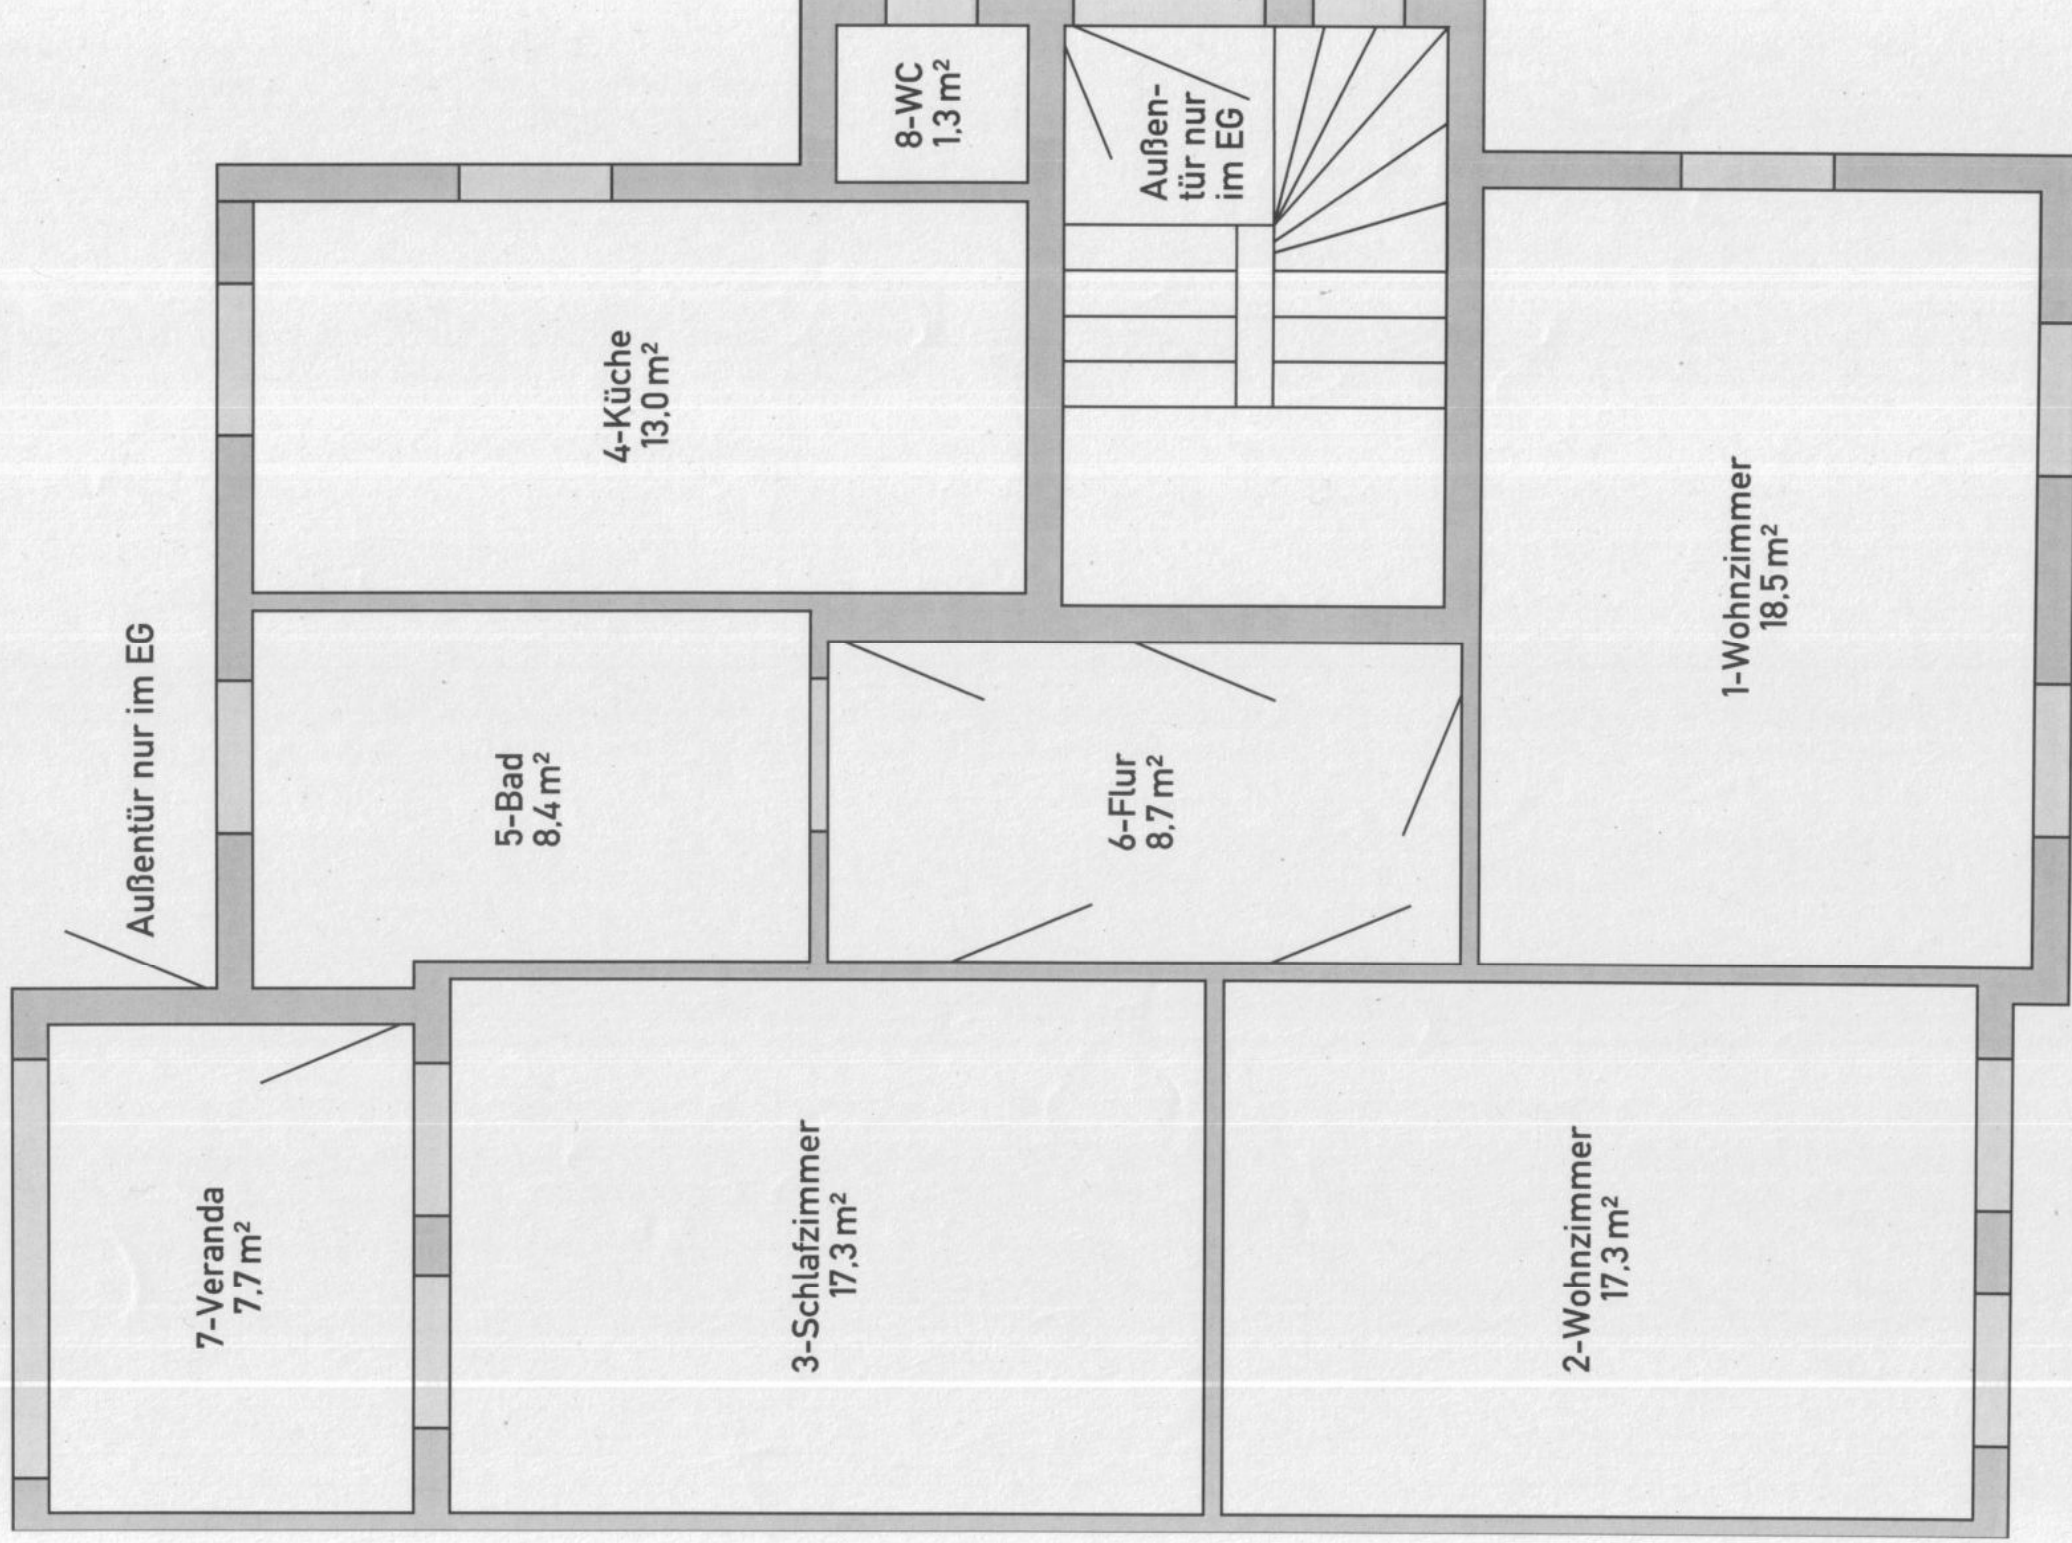 8-WC
1,3 m²
Außen-
tür nur
im EG
4-Küche
13,0 m²
1-Wohnzimmer
18,5 m²
Außentür nur im EG
5-Bad
8,4 m²
6-Flur
8,7 m²
7-Veranda
7,7 m²
3-Schlafzimmer
17,3 m²
2-Wohnzimmer
17,3 m²